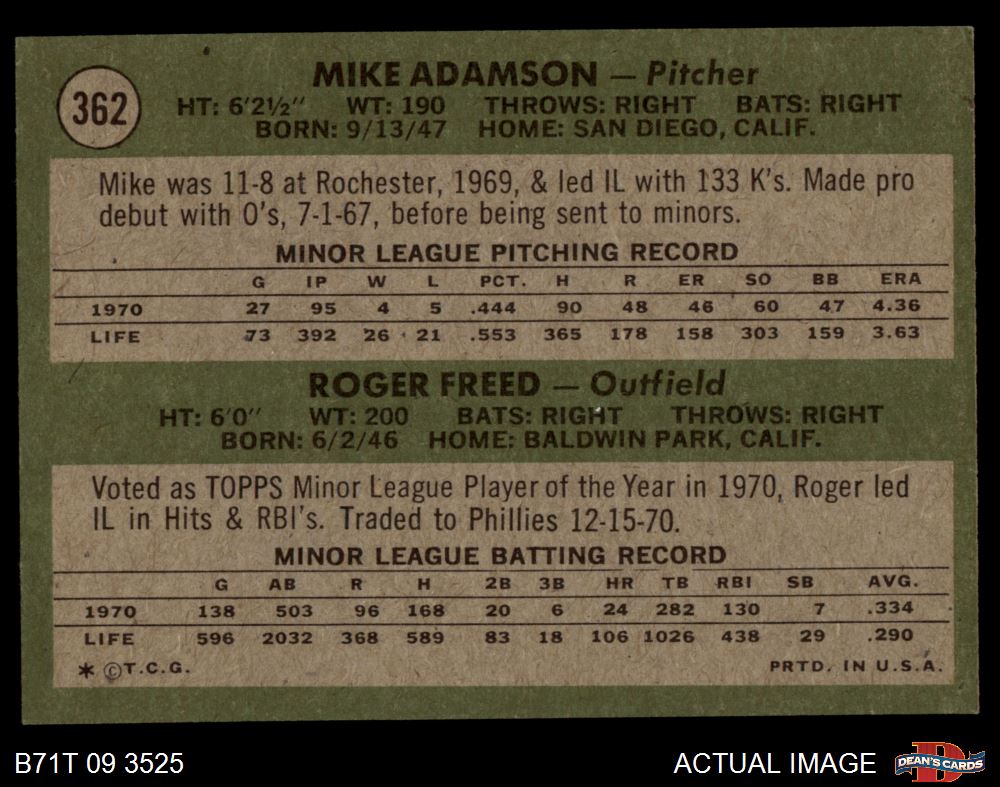 362
MIKE ADAMSON — Pitcher
HT: 6'2½" WT: 190 THROWS: RIGHT BATS: RIGHT
BORN: 9/13/47 HOME: SAN DIEGO, CALIF.
Mike was 11-8 at Rochester, 1969, & led IL with 133 K's. Made pro
debut with O's, 7-1-67, before being sent to minors.
MINOR LEAGUE PITCHING RECORD
G IP W L PCT. H R ER SO BB ERA
1970 27 95 4 5 .444 90 48 46 60 47 4.36
LIFE 73 392 26 21 .553 365 178 158 303 159 3.63
ROGER FREED — Outfield
HT: 6'0" WT: 200 BATS: RIGHT THROWS: RIGHT
BORN: 6/2/46 HOME: BALDWIN PARK, CALIF.
Voted as TOPPS Minor League Player of the Year in 1970, Roger led
IL in Hits & RBI's. Traded to Phillies 12-15-70.
MINOR LEAGUE BATTING RECORD
G AB R H 2B 3B HR TB RBI SB AVG.
1970 138 503 96 168 20 6 24 282 130 7 .334
LIFE 596 2032 368 589 83 18 106 1026 438 29 .290
* ©T.C.G. PRTD. IN U.S.A.
B71T 09 3525 ACTUAL IMAGE DEAN'S CARDS